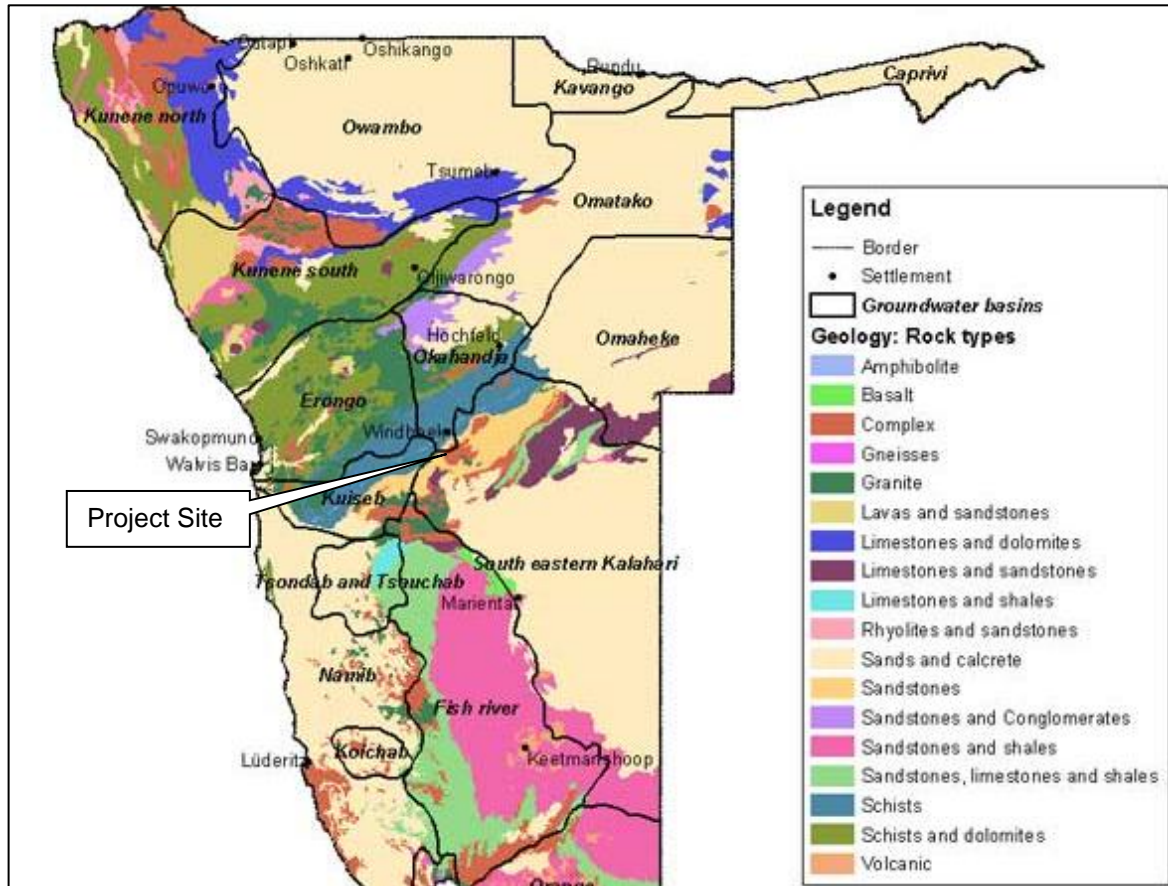 Outapi
Oshikango
Oshkati
Rundu
Kavango
Caprivi
Opuwo
Kunene north
Owambo
Tsumeb
Omatako
Kunene south
Otjiwarongo
Hochfeld
Okahandja
Omaheke
Erongo
Swakopmund
Windhoek
Walvis Bay
Project Site
Kuiseb
Tsondab and Tsauchab
South eastern Kalahari
Mariental
Namib
Fish river
Koichab
Lüderitz
Keetmanshoop
Orange
Legend
Border
Settlement
Groundwater basins
Geology: Rock types
Amphibolite
Basalt
Complex
Gneisses
Granite
Lavas and sandstones
Limestones and dolomites
Limestones and sandstones
Limestones and shales
Rhyolites and sandstones
Sands and calcrete
Sandstones
Sandstones and Conglomerates
Sandstones and shales
Sandstones, limestones and shales
Schists
Schists and dolomites
Volcanic